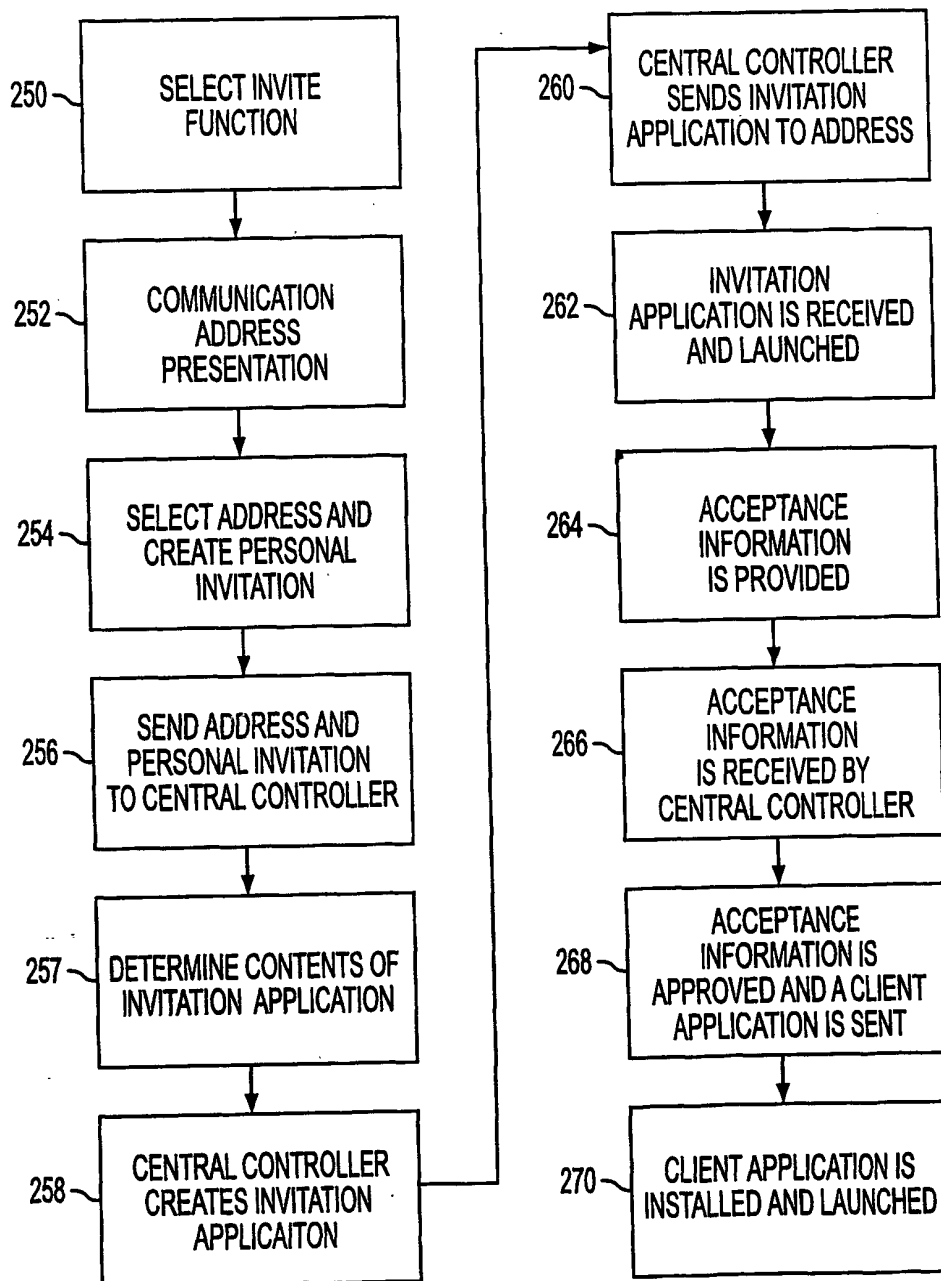 250
SELECT INVITE
FUNCTION
252
COMMUNICATION
ADDRESS
PRESENTATION
254
SELECT ADDRESS AND
CREATE PERSONAL
INVITATION
256
SEND ADDRESS AND
PERSONAL INVITATION
TO CENTRAL CONTROLLER
257
DETERMINE CONTENTS OF
INVITATION APPLICATION
258
CENTRAL CONTROLLER
CREATES INVITATION
APPLICAITON
260
CENTRAL CONTROLLER
SENDS INVITATION
APPLICATION TO ADDRESS
262
INVITATION
APPLICATION IS RECEIVED
AND LAUNCHED
264
ACCEPTANCE
INFORMATION
IS PROVIDED
266
ACCEPTANCE
INFORMATION
IS RECEIVED BY
CENTRAL CONTROLLER
268
ACCEPTANCE
INFORMATION IS
APPROVED AND A CLIENT
APPLICATION IS SENT
270
CLIENT APPLICATION IS
INSTALLED AND LAUNCHED